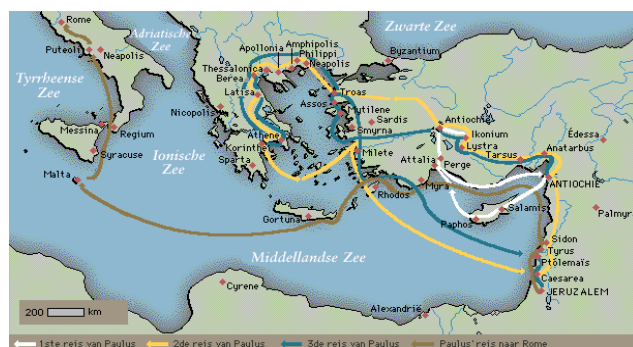 Rome
Adriatische Zee
Zwarte Zee
Puteoli
Neapolis
Tyrrheense Zee
Apollonia
Amphipolis
Philippi
Neapolis
Byzantium
Thessalonica
Berea
Latisa
Troas
Assos
Mutilene
Sardis
Smyrna
Nicopolis
Antiochia
Ikonium
Lystra
Tarsus
Anatarbus
Édessa
Messina
Regium
Syracuse
Ionische Zee
Athene
Korinthe
Sparta
Milete
Attalia
Perge
ANTIOCHIE
Malta
Rhodos
Myra
Salamis
Paphos
Palmyr
Gortuna
Middellandse Zee
Sidon
Tyrus
Ptolemaïs
Caesarea
JERUZALEM
Cyrene
Alexandrië
200 km
1ste reis van Paulus
2de reis van Paulus
3de reis van Paulus
Paulus' reis naar Rome